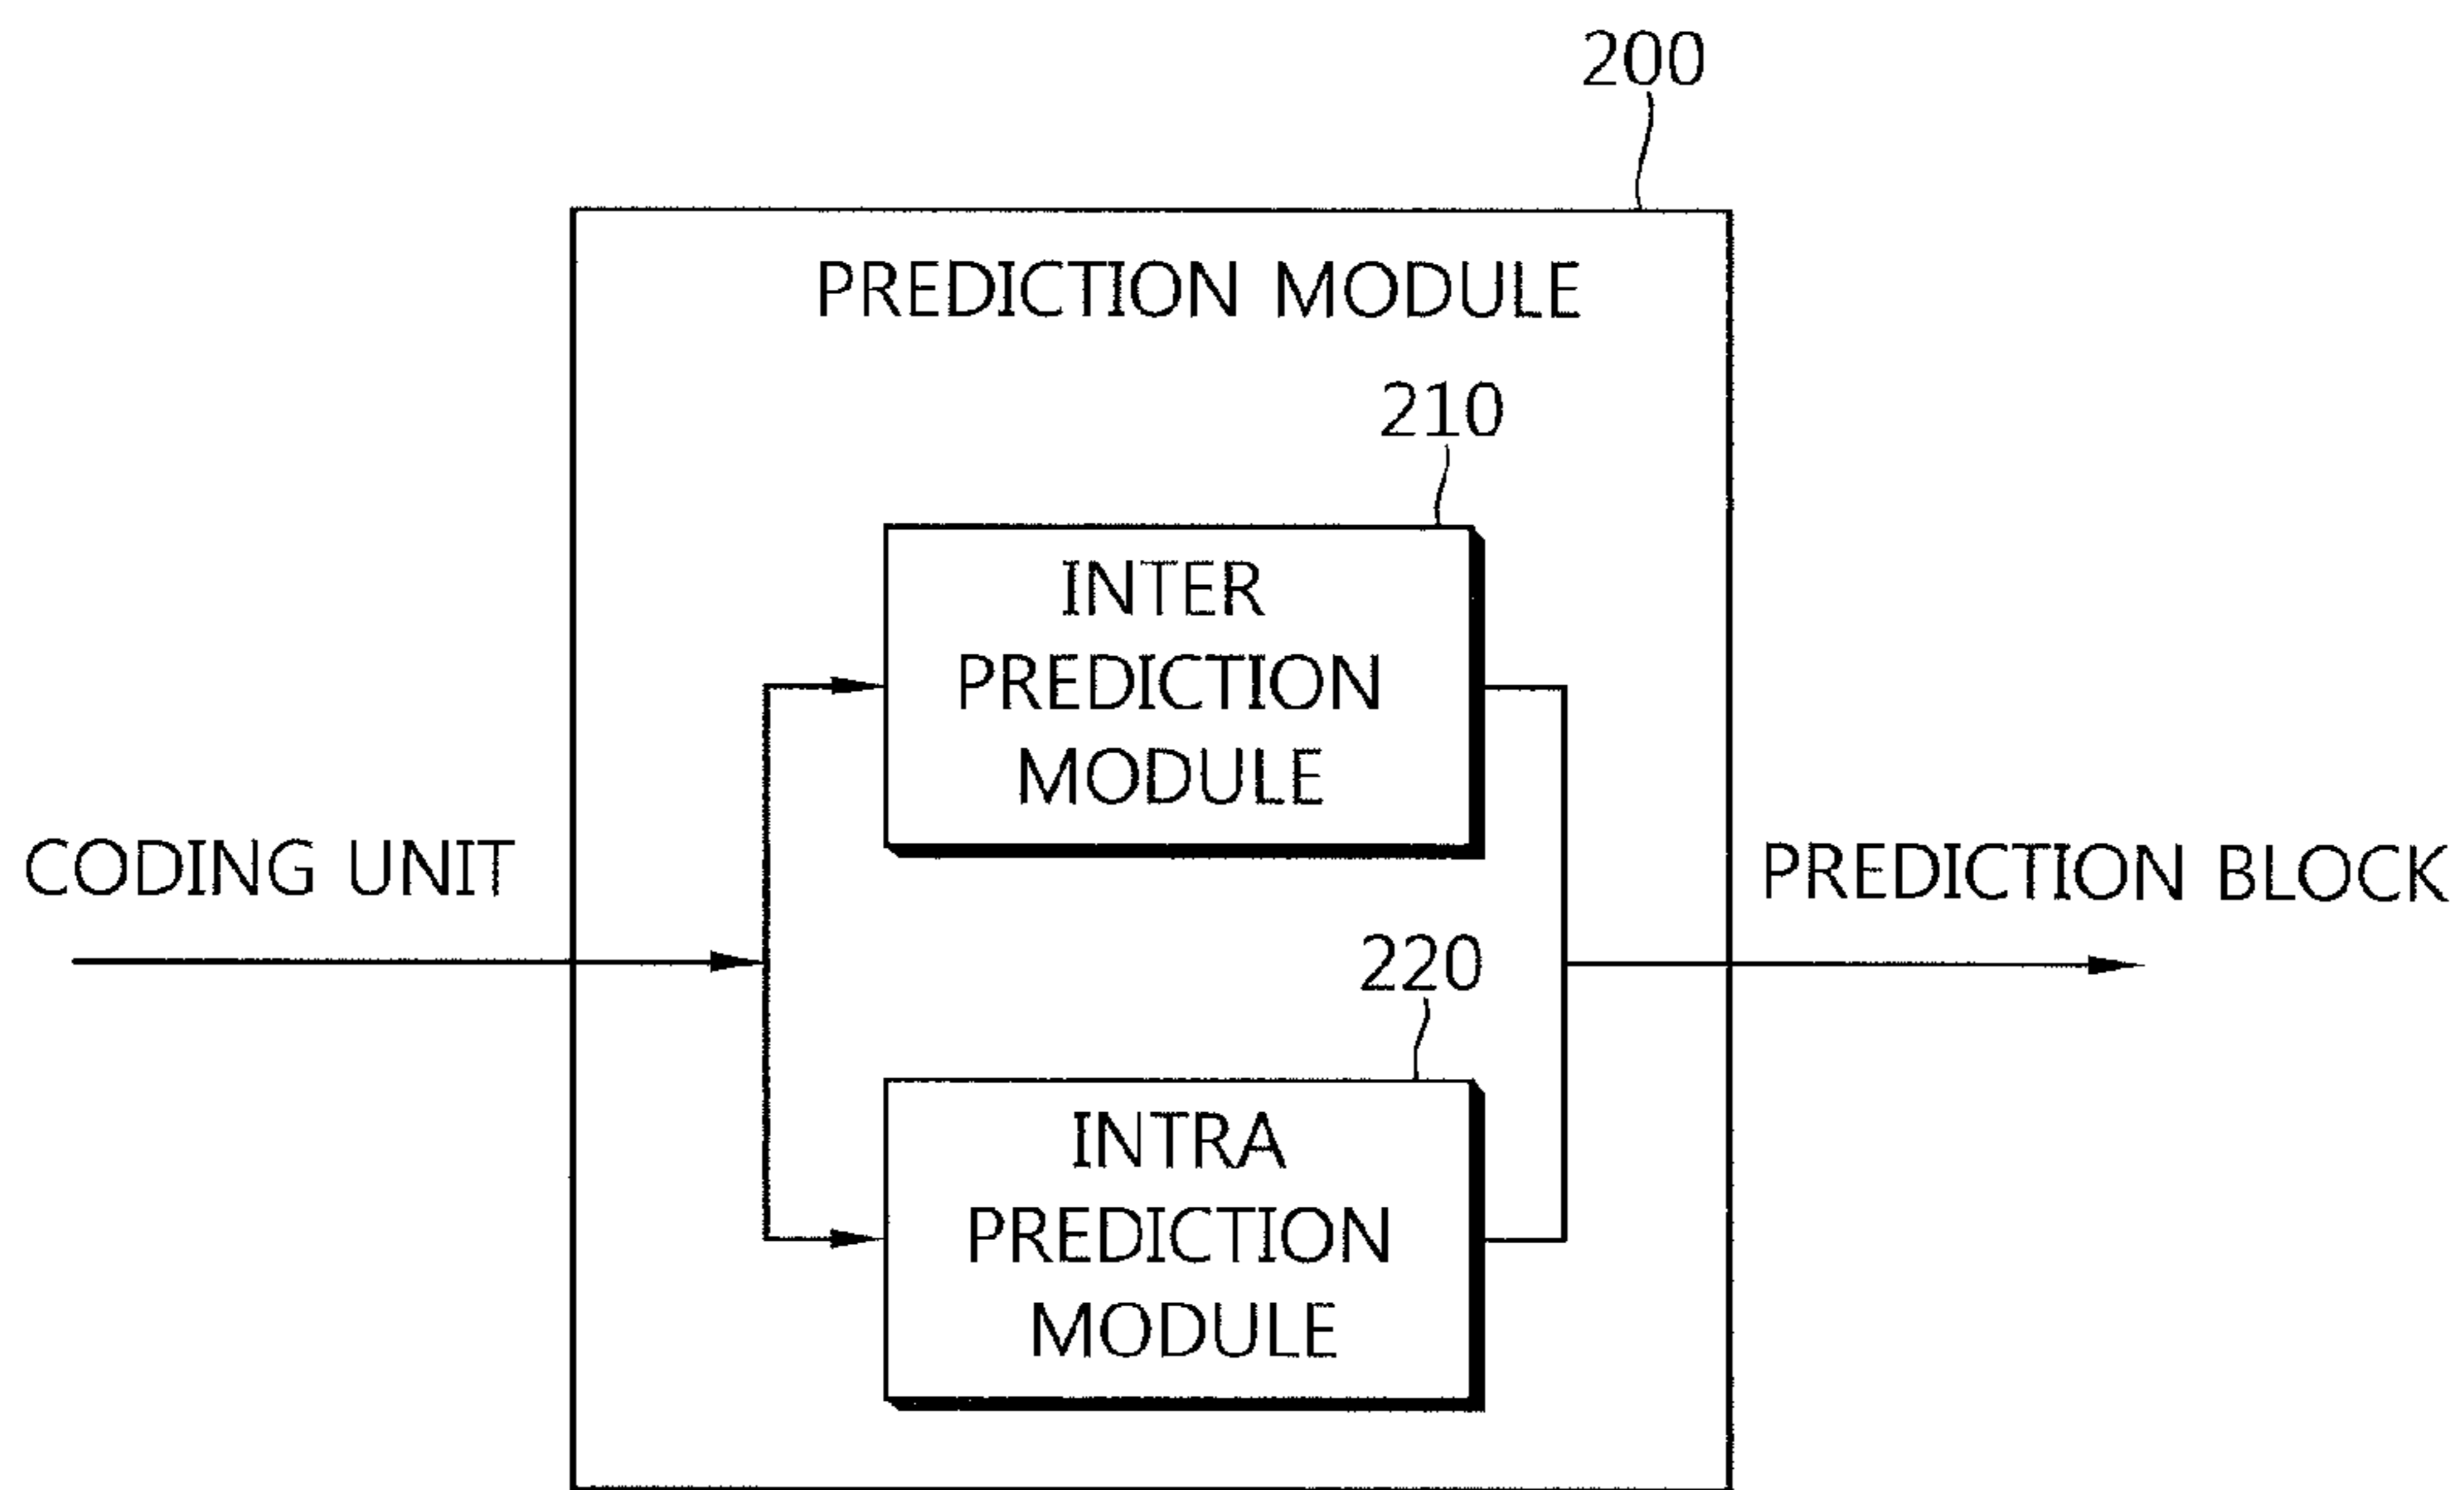 200
PREDICTION MODULE
210
INTER
PREDICTION
MODULE
CODING UNIT
PREDICTION BLOCK
220
INTRA
PREDICTION
MODULE